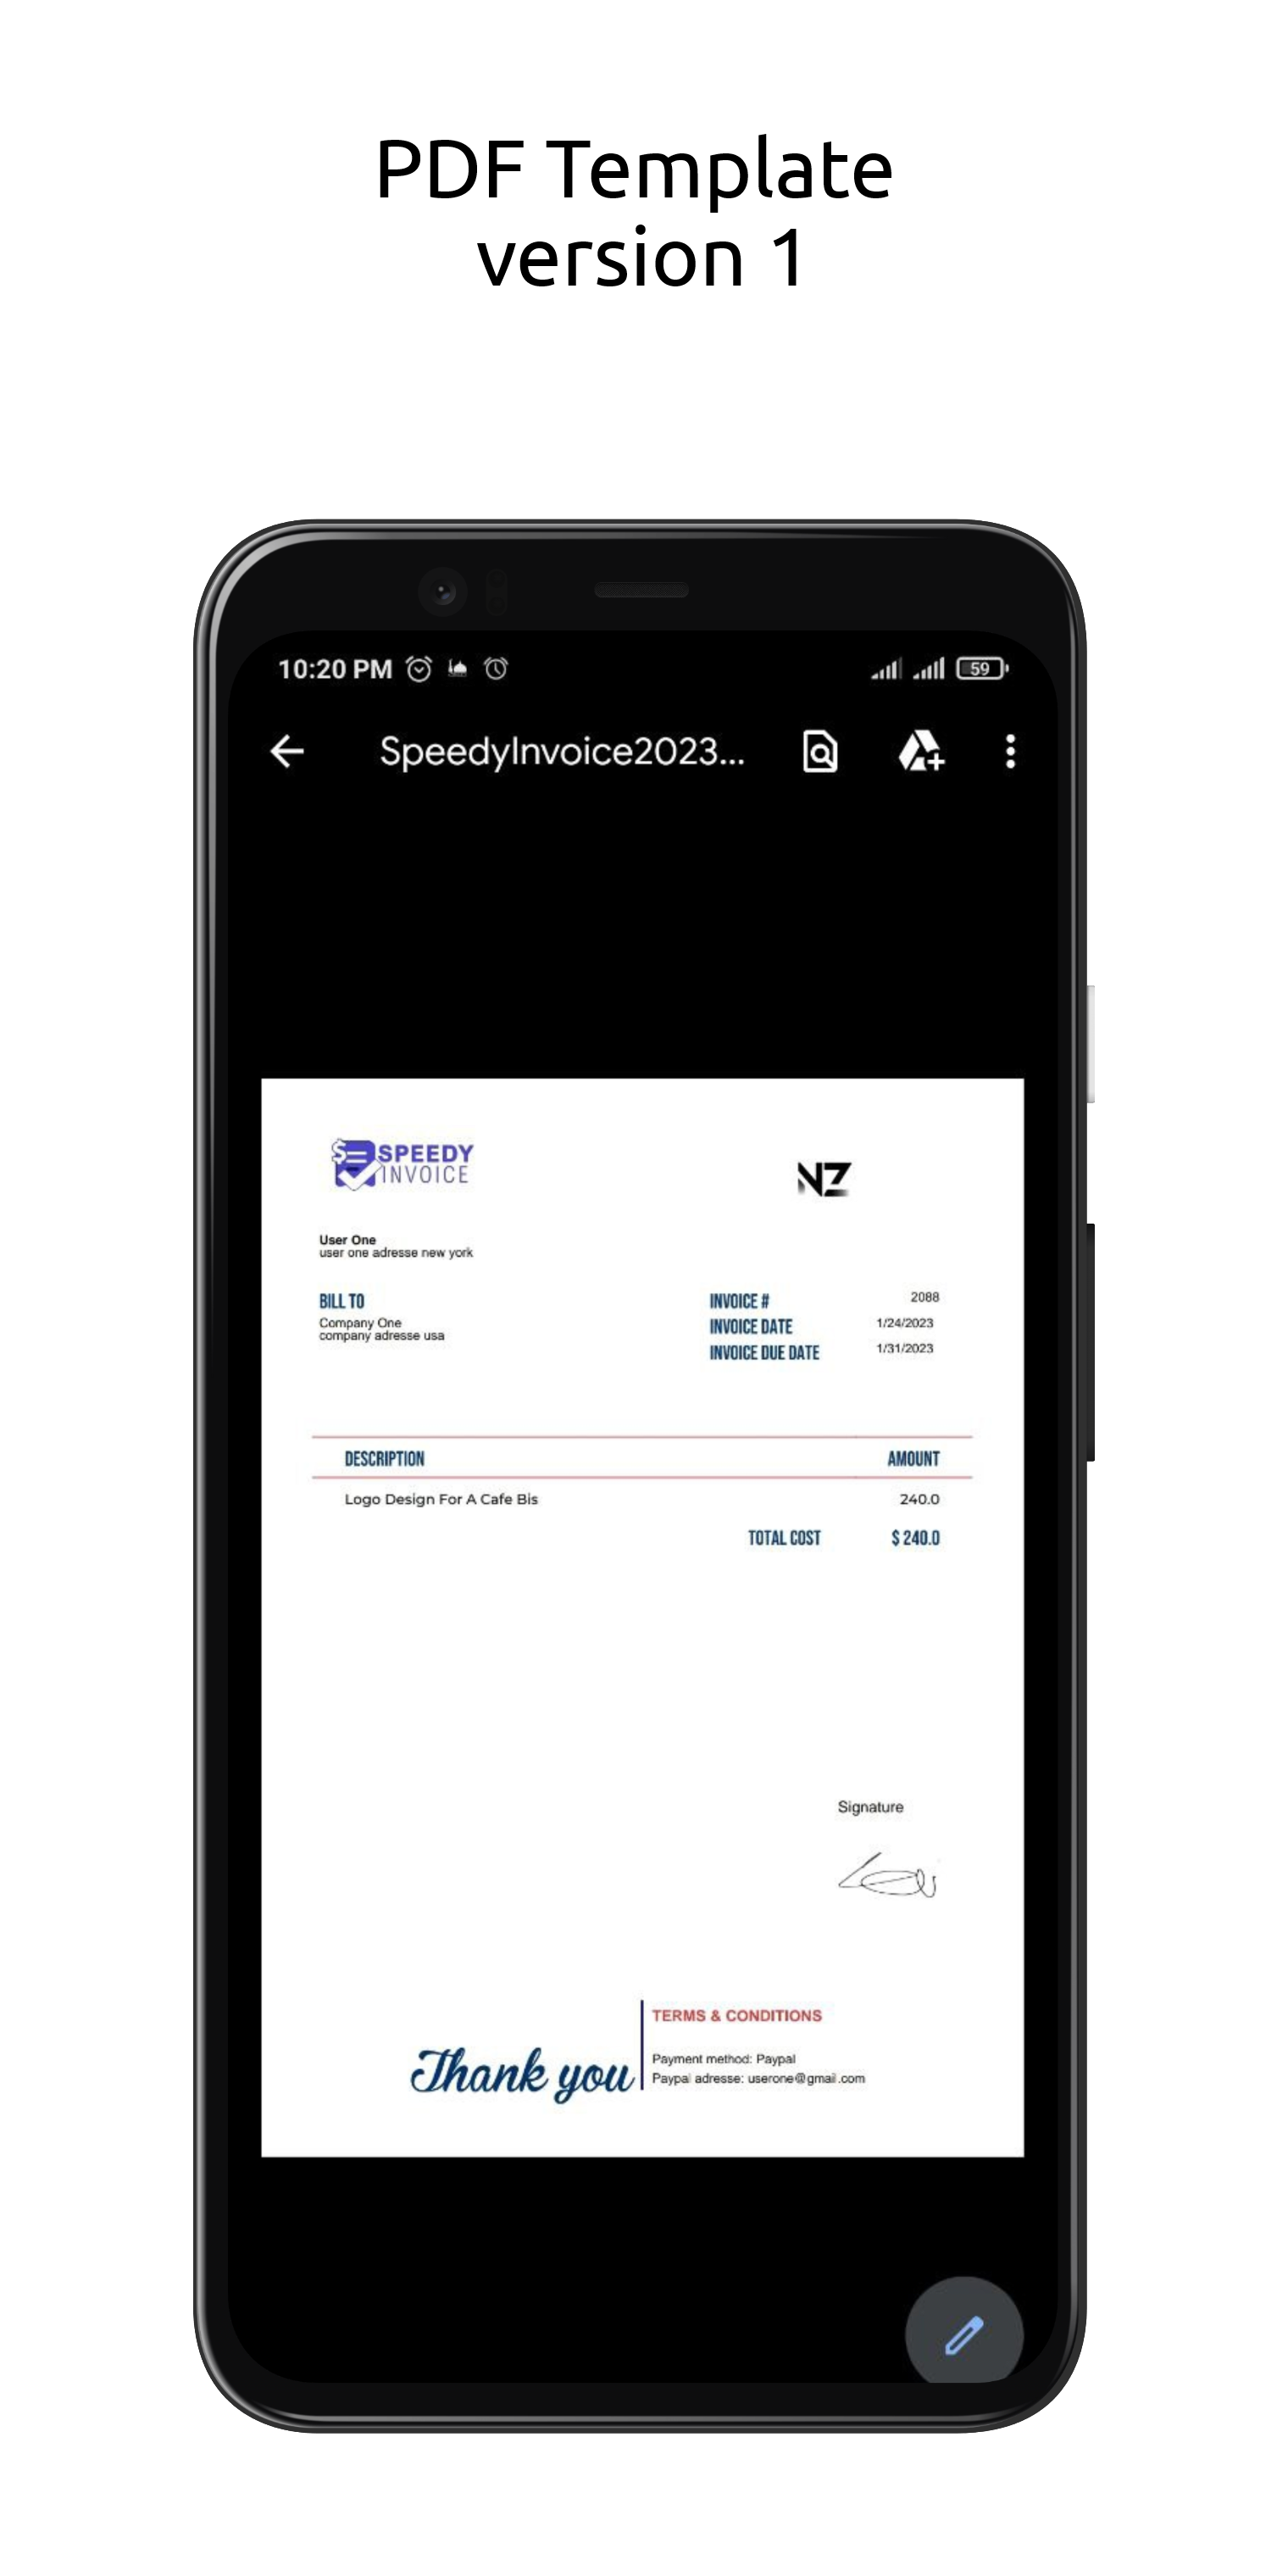 PDF Template
version 1
10:20 PM
59
SpeedyInvoice2023...
SPEEDY
INVOICE
NZ
User One
user one adresse new york
BILL TO
Company One
company adresse usa
INVOICE # 2088
INVOICE DATE 1/24/2023
INVOICE DUE DATE 1/31/2023
DESCRIPTION AMOUNT
Logo Design For A Cafe Bis 240.0
TOTAL COST $ 240.0
Signature
Thank you
TERMS & CONDITIONS
Payment method: Paypal
Paypal adresse: userone@gmail.com